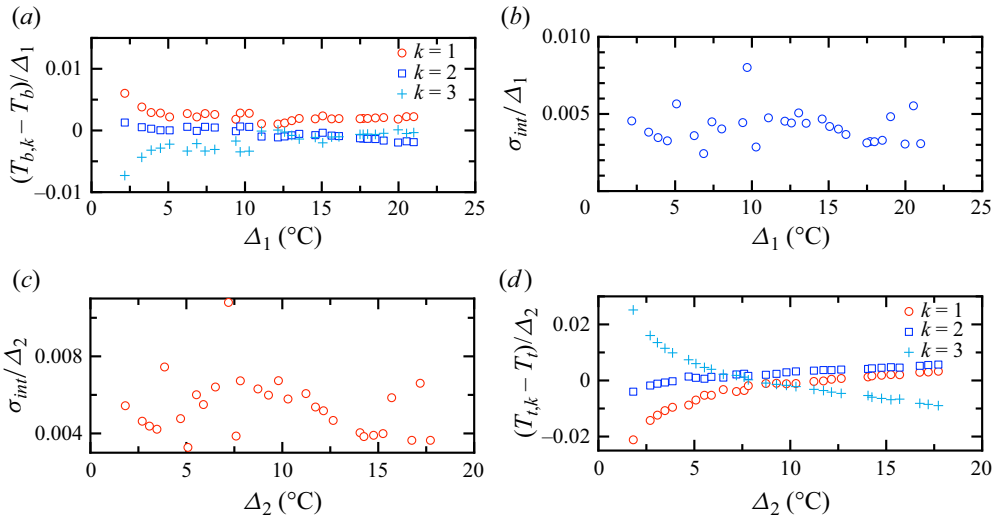 (a)
(b)
0.01
0
−0.01
(T_{b,k} − T_b)/Δ_1
k = 1
k = 2
k = 3
0 5 10 15 20 25
Δ_1 (°C)
0.010
0.005
σ_{int}/Δ_1
0 5 10 15 20 25
Δ_1 (°C)
(c)
(d)
0.008
0.004
σ_{int}/Δ_2
0 5 10 15 20
Δ_2 (°C)
0.02
0
−0.02
(T_{t,k} − T_t)/Δ_2
k = 1
k = 2
k = 3
0 5 10 15 20
Δ_2 (°C)